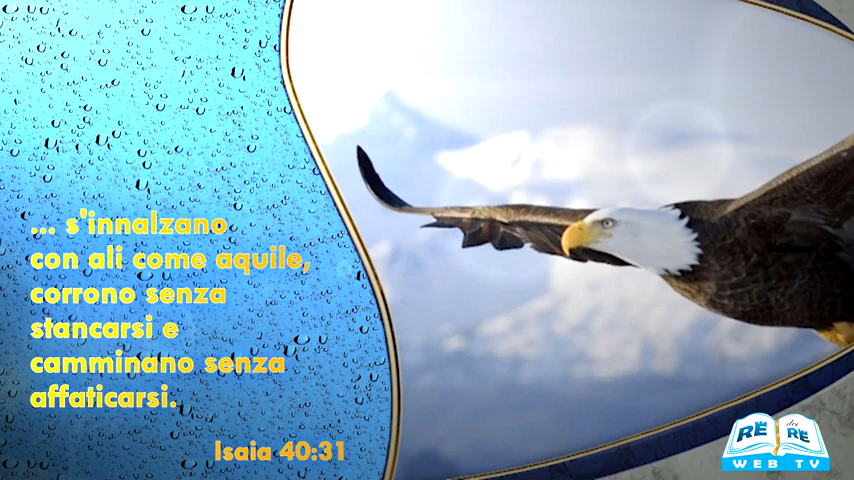 ... s'innalzano
con ali come aquile,
corrono senza
stancarsi e
camminano senza
affaticarsi.
Isaia 40:31
RE dei RE
WEB TV